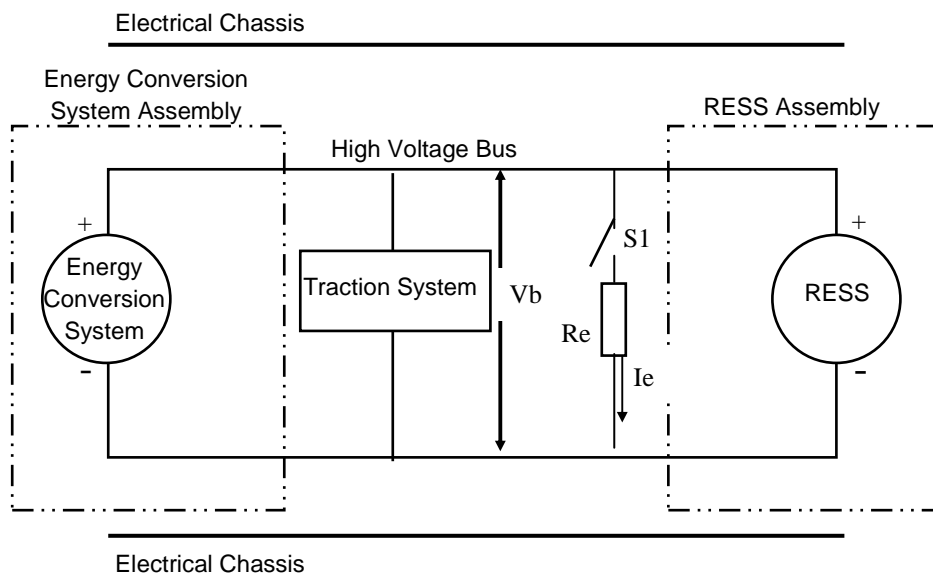 Electrical Chassis
Energy Conversion
System Assembly
RESS Assembly
High Voltage Bus
+
+
S1
Energy
Conversion
System
Traction System
Vb
RESS
Re
-
Ie
-
Electrical Chassis